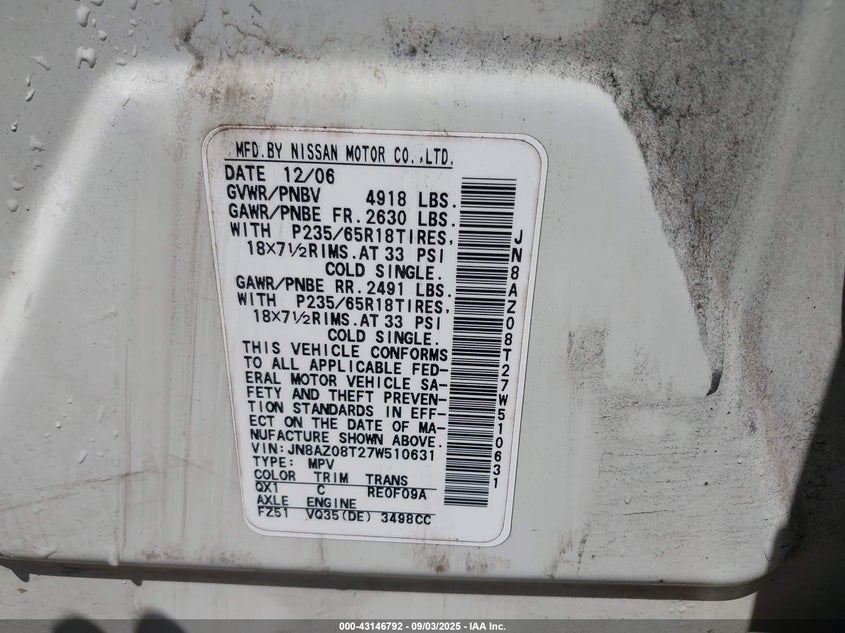 MFD.BY NISSAN MOTOR CO.,LTD.
DATE 12/06
GVWR/PNBV 4918 LBS.
GAWR/PNBE FR.2630 LBS.
WITH P235/65R18TIRES,
18×7½RIMS.AT 33 PSI
COLD SINGLE.
GAWR/PNBE RR.2491 LBS.
WITH P235/65R18TIRES,
18×7½RIMS.AT 33 PSI
COLD SINGLE.
THIS VEHICLE CONFORMS
TO ALL APPLICABLE FED-
ERAL MOTOR VEHICLE SA-
FETY AND THEFT PREVEN-
TION STANDARDS IN EFF-
ECT ON THE DATE OF MA-
NUFACTURE SHOWN ABOVE.
VIN:JN8AZ08T27W510631
TYPE: MPV
COLOR TRIM TRANS
QX1 C RE0F09A
AXLE ENGINE
FZ51 VQ35(DE) 3498CC
JN8AZ08T27W510631
000-43146792 - 09/03/2025 - IAA Inc.